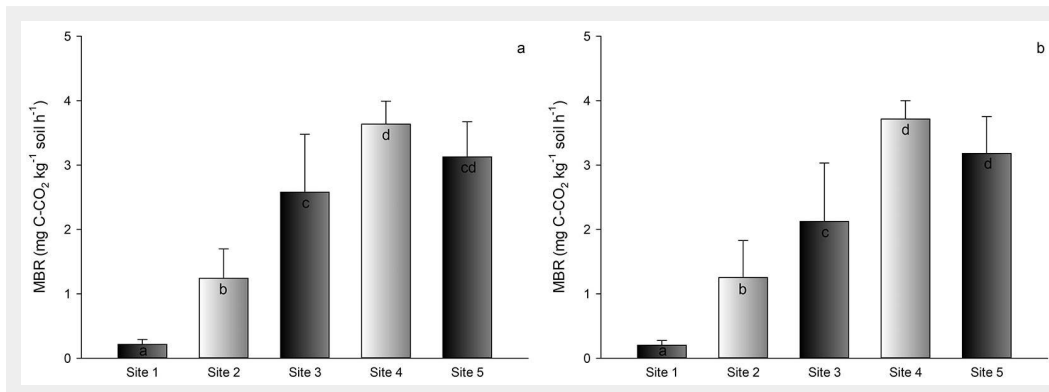 a
MBR (mg C-CO₂ kg⁻¹ soil h⁻¹)
5
4
3
2
1
0
a
b
c
d
cd
Site 1 Site 2 Site 3 Site 4 Site 5
b
MBR (mg C-CO₂ kg⁻¹ soil h⁻¹)
5
4
3
2
1
0
a
b
c
d
d
Site 1 Site 2 Site 3 Site 4 Site 5